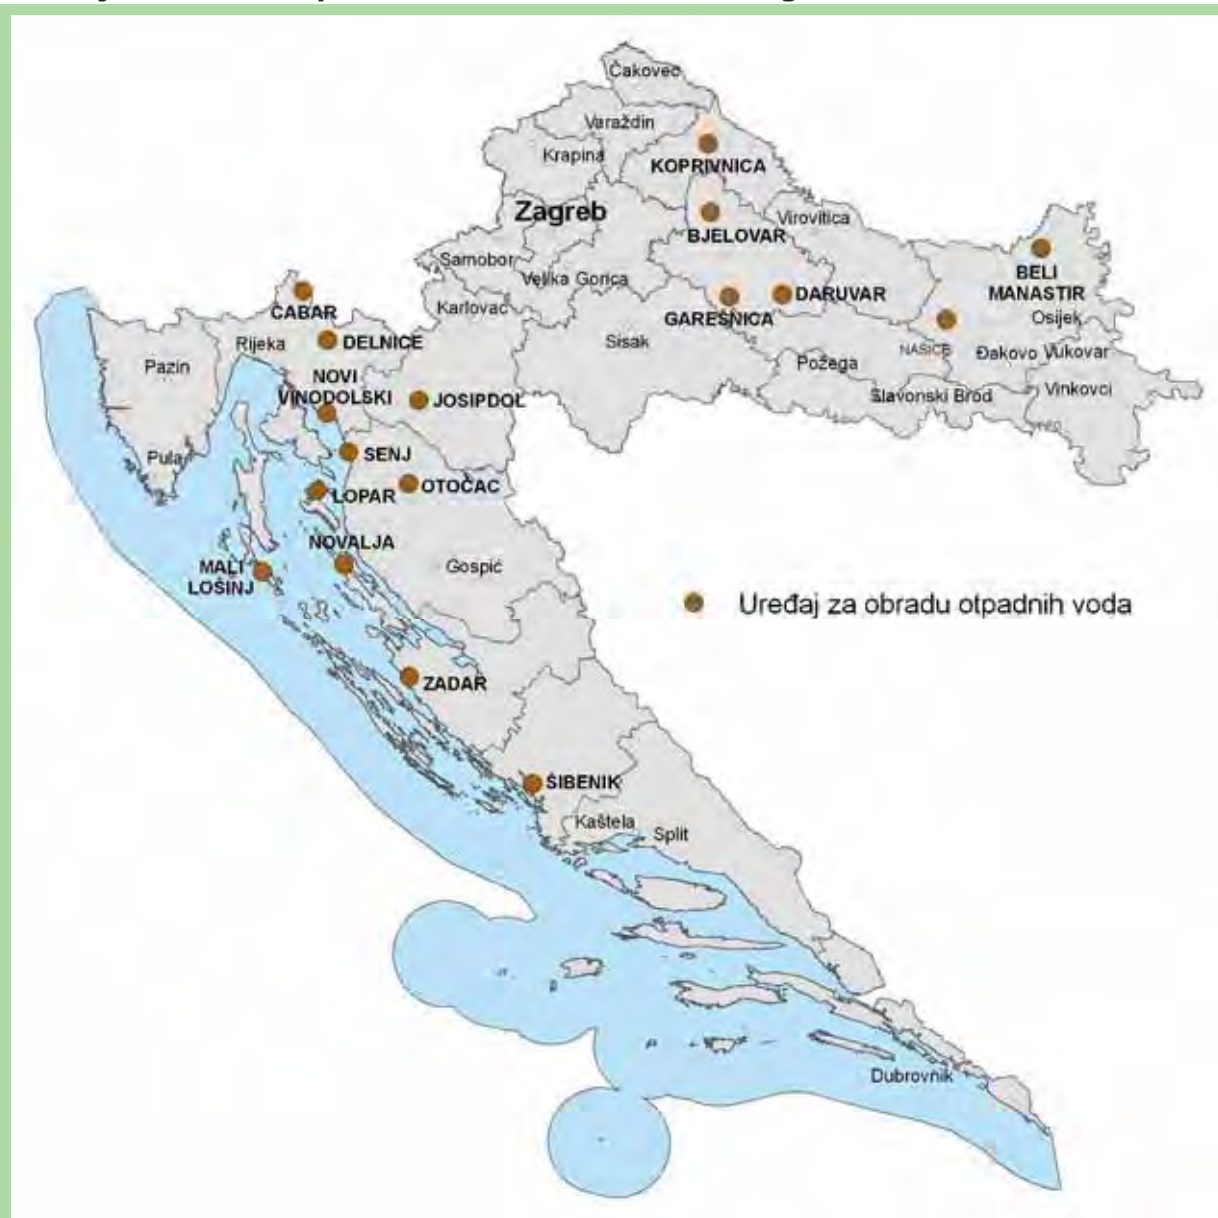 Čakovec
Varaždin
Krapina
KOPRIVNICA
Zagreb
Virovitica
BJELOVAR
Samobor
Velika Gorica
BELI
MANASTIR
ČABAR
Karlovac
GAREŠNICA
DARUVAR
Osijek
Rijeka
DELNICE
Sisak
NAŠICE
Đakovo
Vukovar
Pazin
Požega
NOVI
VINODOLSKI
JOSIPDOL
Slavonski Brod
Vinkovci
Pula
SENJ
LOPAR
OTOČAC
NOVALJA
MALI
LOŠINJ
Gospić
Uređaj za obradu otpadnih voda
ZADAR
ŠIBENIK
Kaštela
Split
Dubrovnik